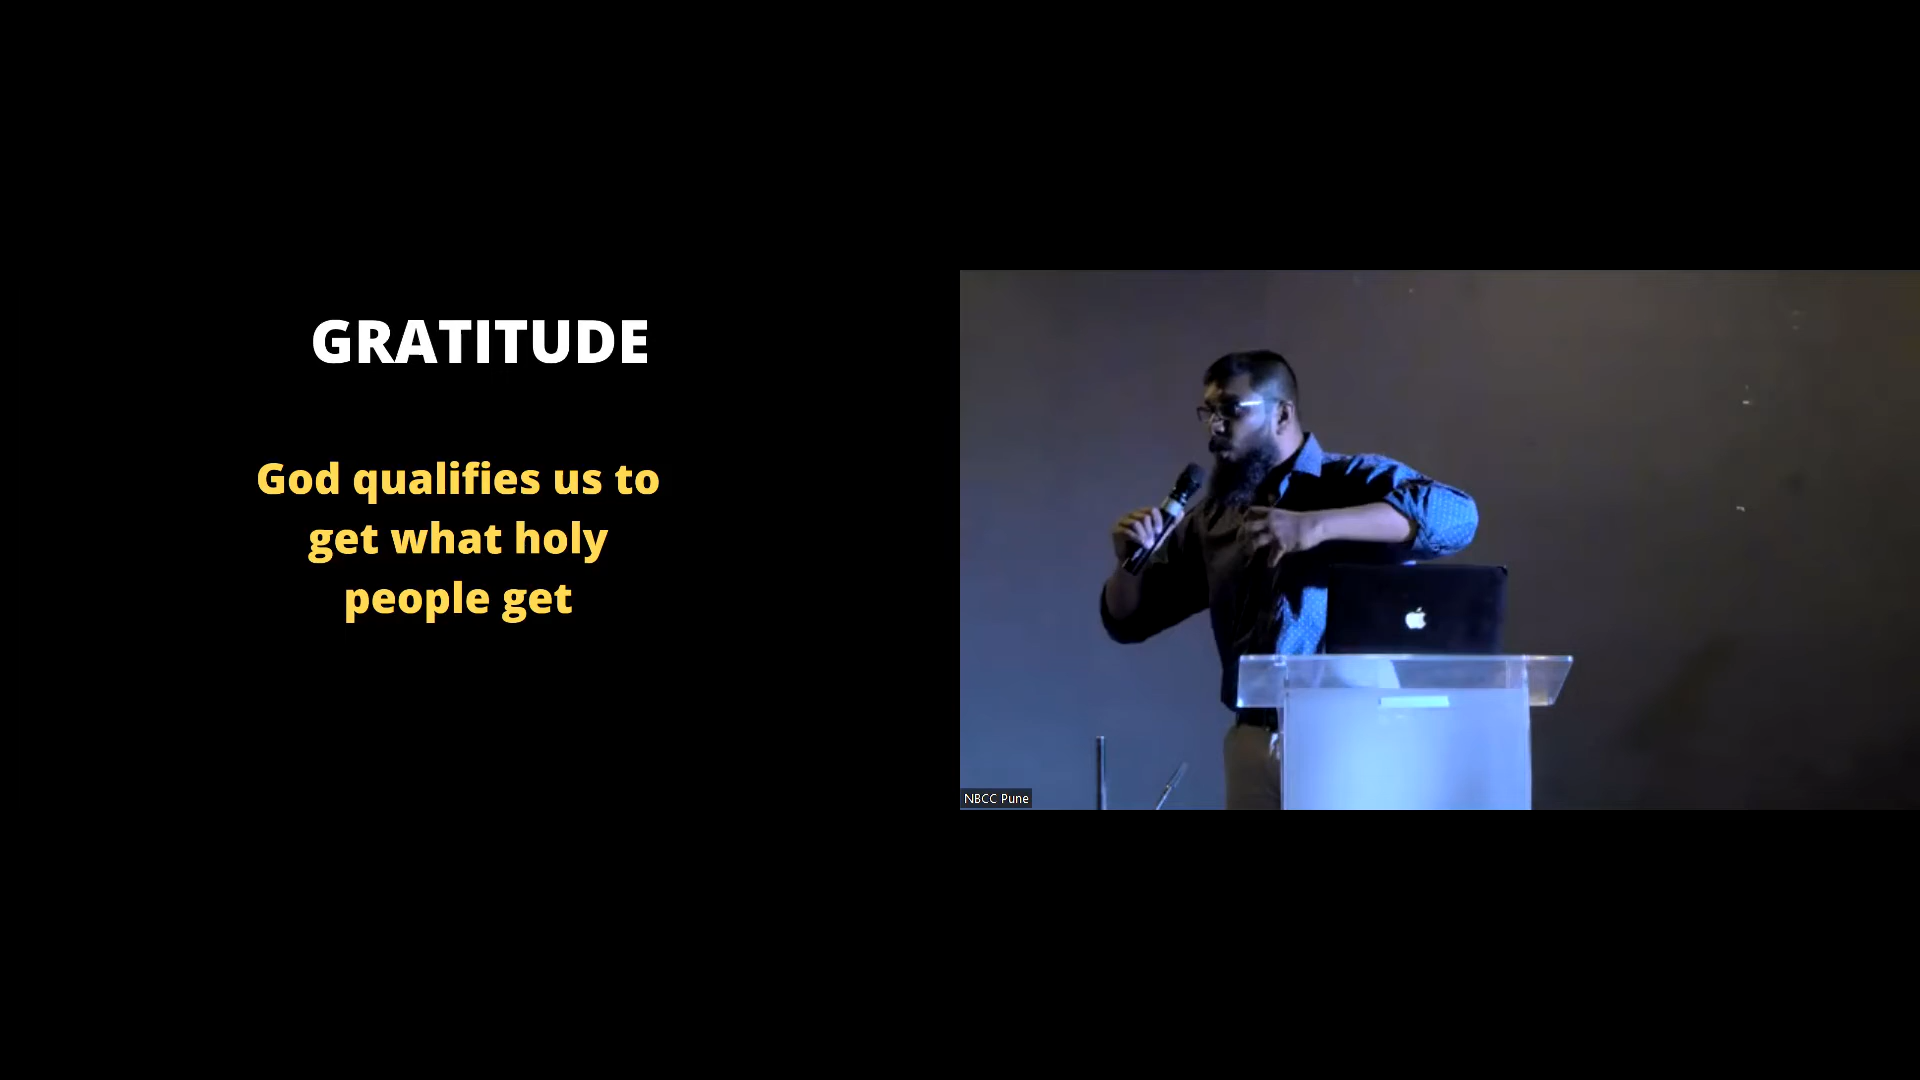 GRATITUDE
God qualifies us to
get what holy
people get
NBCC Pune